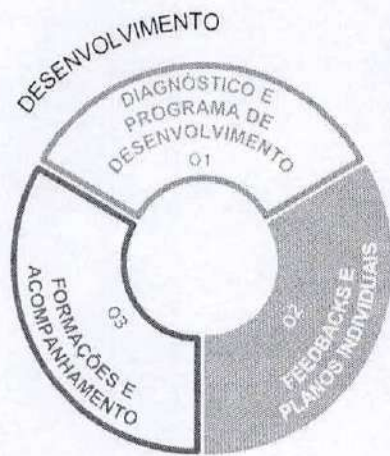 DESENVOLVIMENTO
DIAGNÓSTICO E
PROGRAMA DE
DESENVOLVIMENTO
01
02
FEEDBACKS E
PLANOS INDIVIDUAIS
03
FORMAÇÕES E
ACOMPANHAMENTO